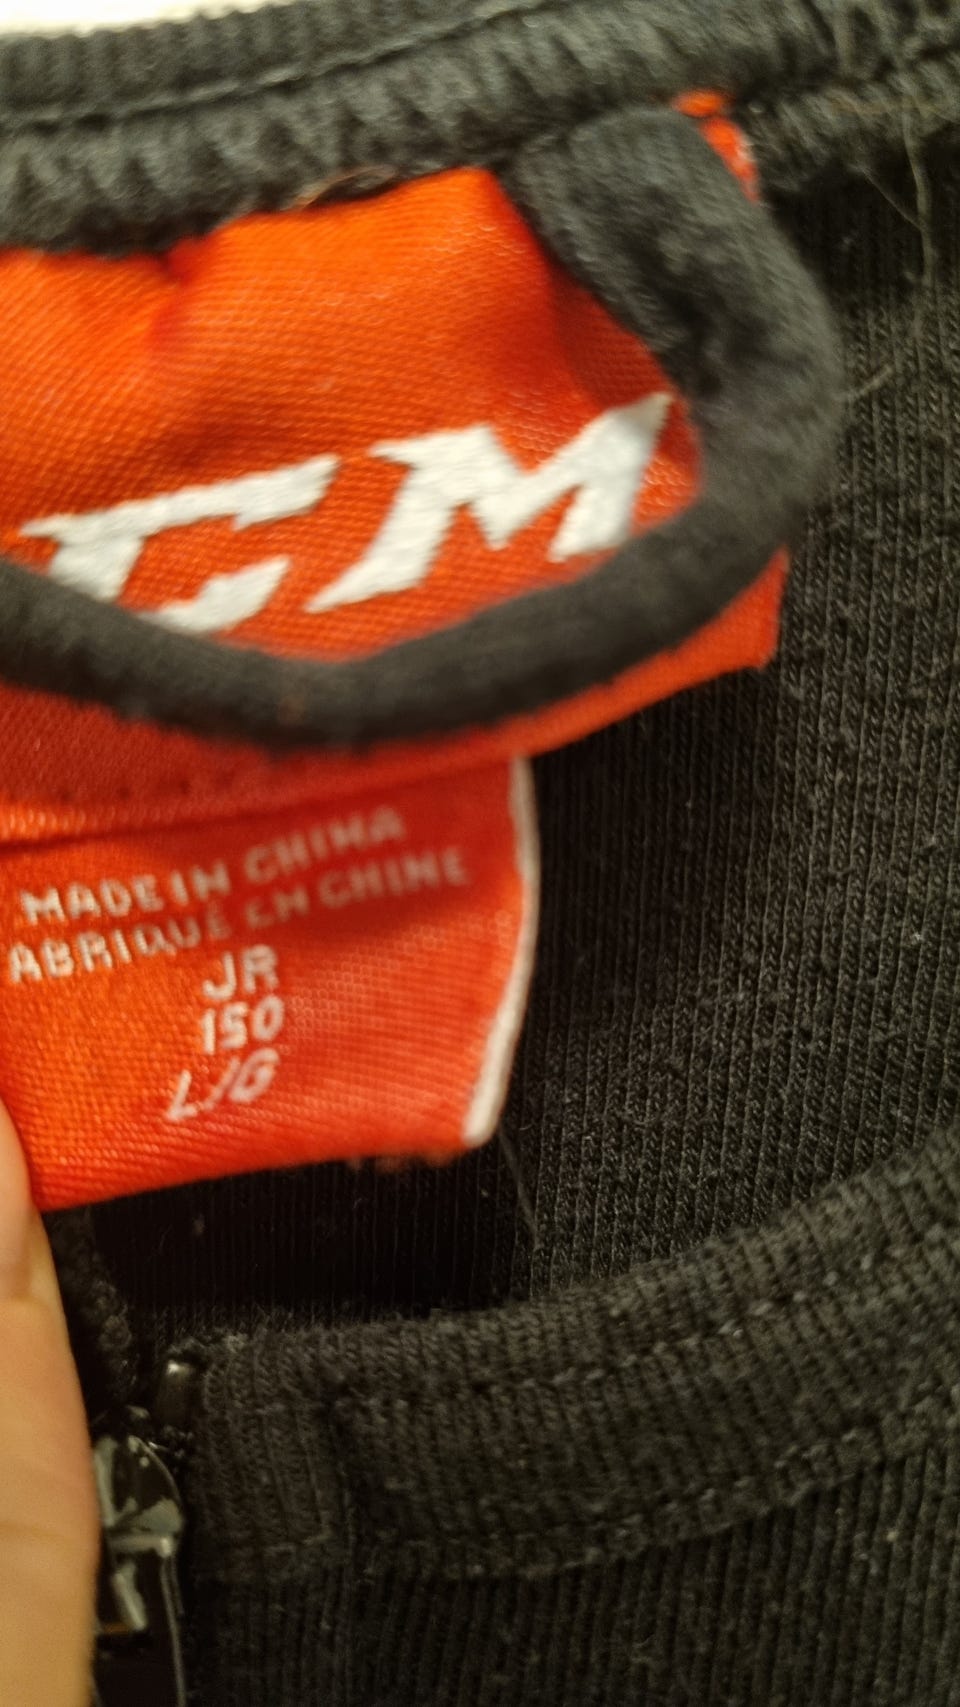 CM
MADE IN CHINA
ABRIQUÉ EN CHINE
JR
150
L/G